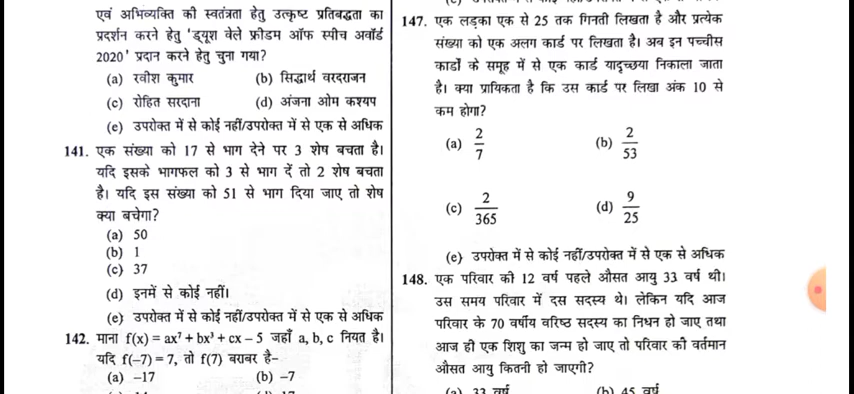 एवं अभिव्यक्ति की स्वतंत्रता हेतु उत्कृष्ट प्रतिबद्धता का
प्रदर्शन करने हेतु 'ड्यूश वेले फ्रीडम ऑफ स्पीच अवॉर्ड
2020' प्रदान करने हेतु चुना गया?
(a) रवीश कुमार (b) सिद्धार्थ वरदराजन
(c) रोहित सरदाना (d) अंजना ओम कश्यप
(e) उपरोक्त में से कोई नहीं/उपरोक्त में से एक से अधिक
141. एक संख्या को 17 से भाग देने पर 3 शेष बचता है।
यदि इसके भागफल को 3 से भाग दें तो 2 शेष बचता
है। यदि इस संख्या को 51 से भाग दिया जाए तो शेष
क्या बचेगा?
(a) 50
(b) 1
(c) 37
(d) इनमें से कोई नहीं।
(e) उपरोक्त में से कोई नहीं/उपरोक्त में से एक से अधिक
142. माना f(x) = ax⁷ + bx³ + cx – 5 जहाँ a, b, c नियत है।
यदि f(–7) = 7, तो f(7) बराबर है-
(a) –17 (b) –7
147. एक लड़का एक से 25 तक गिनती लिखता है और प्रत्येक
संख्या को एक अलग कार्ड पर लिखता है। अब इन पच्चीस
कार्डों के समूह में से एक कार्ड यादृच्छया निकाला जाता
है। क्या प्रायिकता है कि उस कार्ड पर लिखा अंक 10 से
कम होगा?
(a) 2/7 (b) 2/53
(c) 2/365 (d) 9/25
(e) उपरोक्त में से कोई नहीं/उपरोक्त में से एक से अधिक
148. एक परिवार की 12 वर्ष पहले औसत आयु 33 वर्ष थी।
उस समय परिवार में दस सदस्य थे। लेकिन यदि आज
परिवार के 70 वर्षीय वरिष्ठ सदस्य का निधन हो जाए तथा
आज ही एक शिशु का जन्म हो जाए तो परिवार की वर्तमान
औसत आयु कितनी हो जाएगी?
(a) 33 वर्ष (b) 45 वर्ष